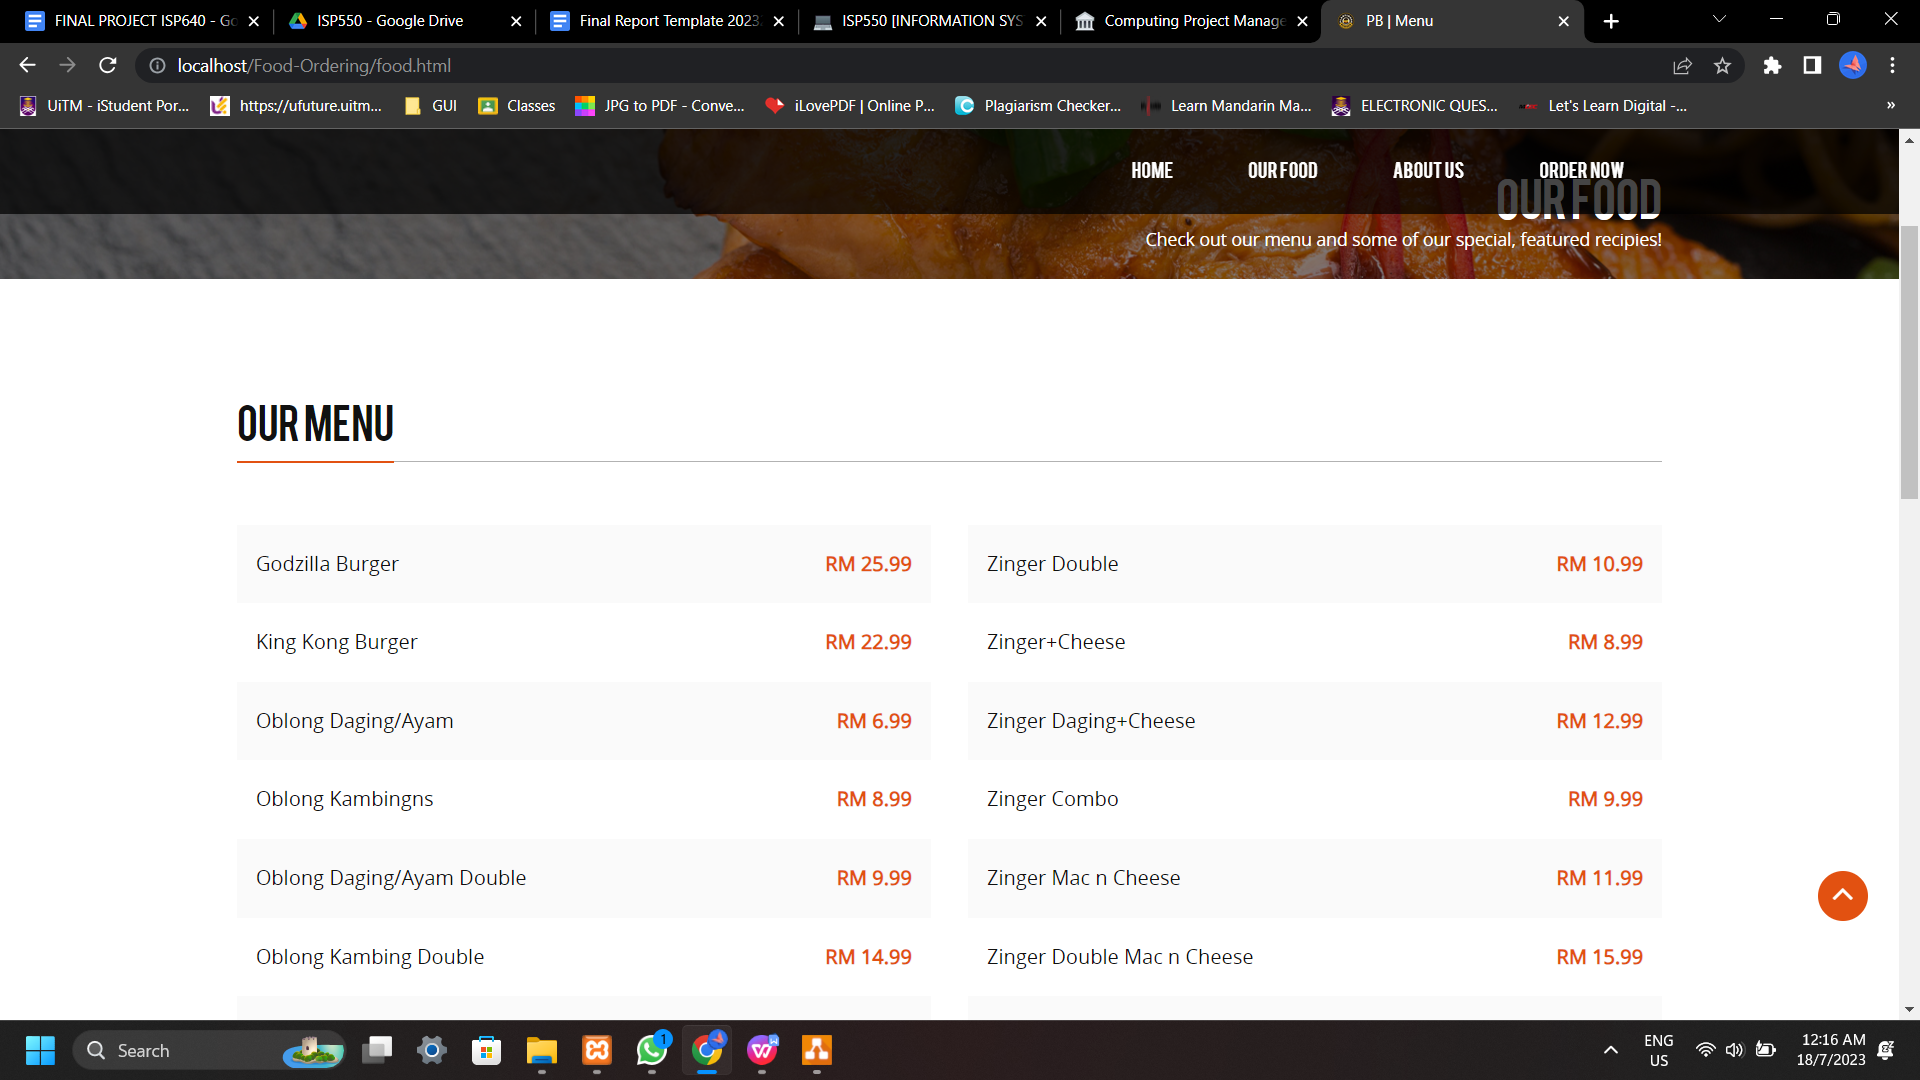 FINAL PROJECT ISP640 - Go
ISP550 - Google Drive
Final Report Template 2023
ISP550 [INFORMATION SYS
Computing Project Manage
PB | Menu
localhost/Food-Ordering/food.html
UiTM - iStudent Por...
https://ufuture.uitm...
GUI
Classes
JPG to PDF - Conve...
iLovePDF | Online P...
Plagiarism Checker...
Learn Mandarin Ma...
ELECTRONIC QUES...
Let's Learn Digital -...
»
HOME
OUR FOOD
ABOUT US
ORDER NOW
OUR FOOD
Check out our menu and some of our special, featured recipies!
OUR MENU
Godzilla Burger RM 25.99
Zinger Double RM 10.99
King Kong Burger RM 22.99
Zinger+Cheese RM 8.99
Oblong Daging/Ayam RM 6.99
Zinger Daging+Cheese RM 12.99
Oblong Kambingns RM 8.99
Zinger Combo RM 9.99
Oblong Daging/Ayam Double RM 9.99
Zinger Mac n Cheese RM 11.99
Oblong Kambing Double RM 14.99
Zinger Double Mac n Cheese RM 15.99
Search
1
ENG
US
12:16 AM
18/7/2023